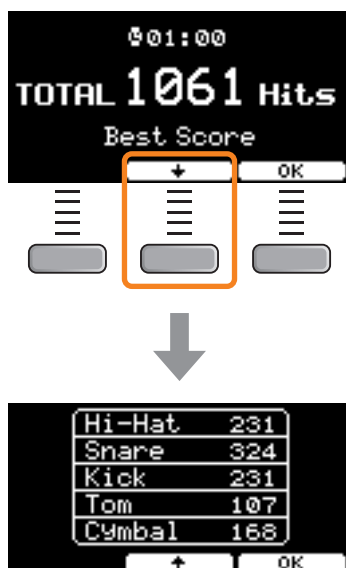 01:00
TOTAL 1061 Hits
Best Score
↓ OK
Hi-Hat 231
Snare 324
Kick 231
Tom 107
Cymbal 168
↑ OK